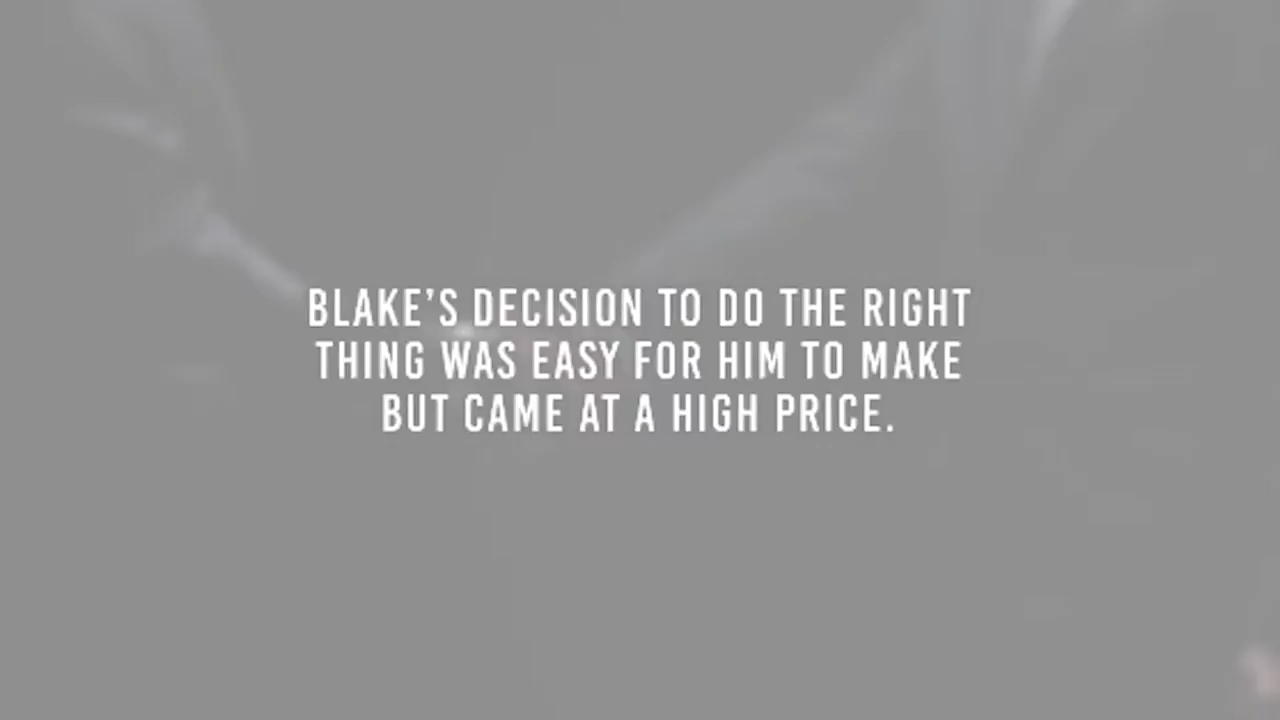 BLAKE'S DECISION TO DO THE RIGHT
THING WAS EASY FOR HIM TO MAKE
BUT CAME AT A HIGH PRICE.